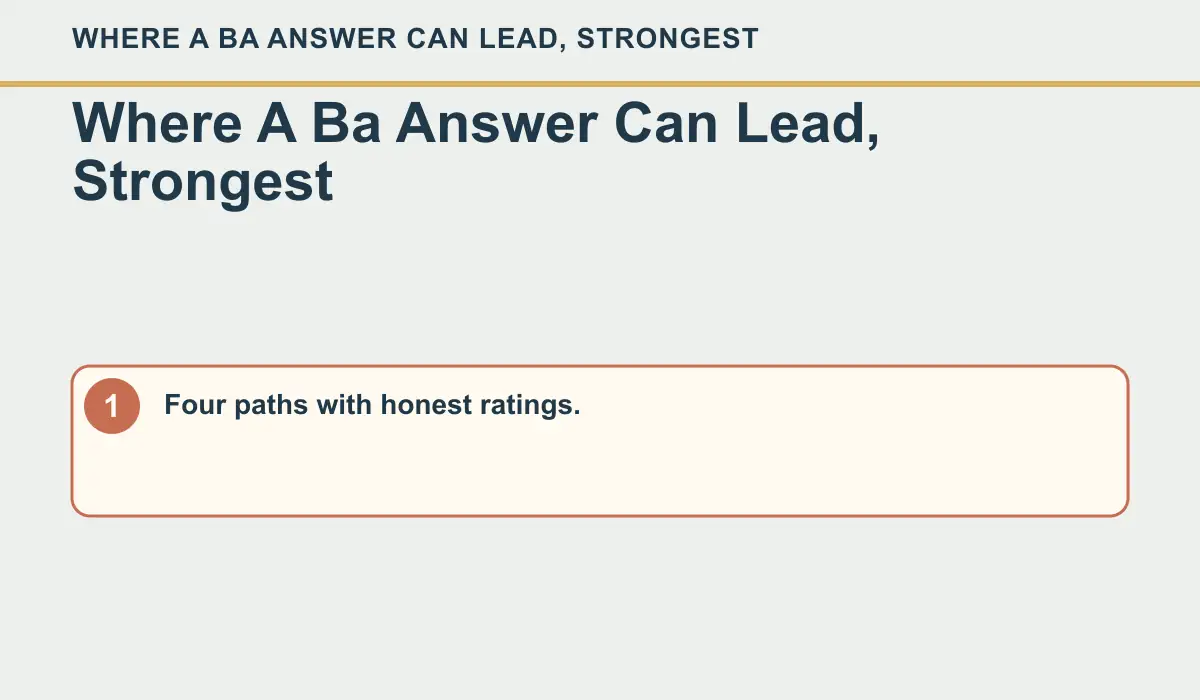 WHERE A BA ANSWER CAN LEAD, STRONGEST
Where A Ba Answer Can Lead,
Strongest
1
Four paths with honest ratings.